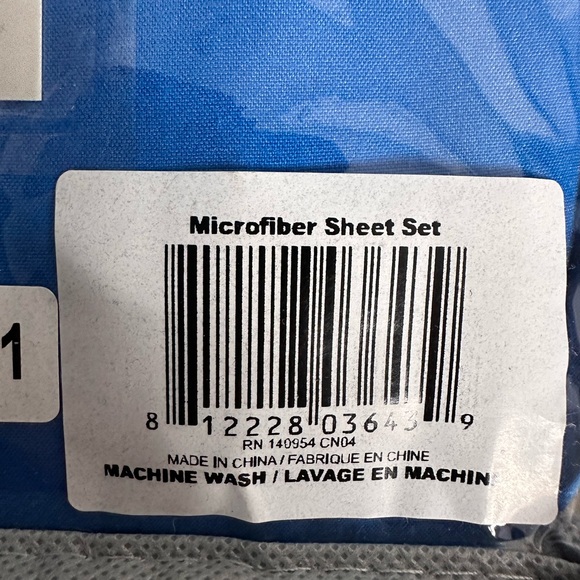 Microfiber Sheet Set
1
8 12228 03643 9
RN 140954 CN04
MADE IN CHINA / FABRIQUE EN CHINE
MACHINE WASH / LAVAGE EN MACHIN